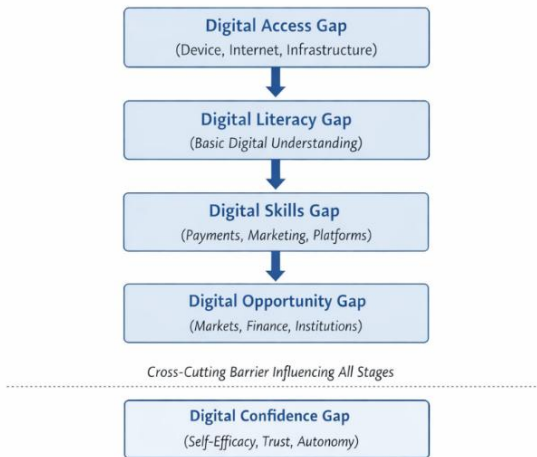 Digital Access Gap
(Device, Internet, Infrastructure)
Digital Literacy Gap
(Basic Digital Understanding)
Digital Skills Gap
(Payments, Marketing, Platforms)
Digital Opportunity Gap
(Markets, Finance, Institutions)
Cross-Cutting Barrier Influencing All Stages
Digital Confidence Gap
(Self-Efficacy, Trust, Autonomy)